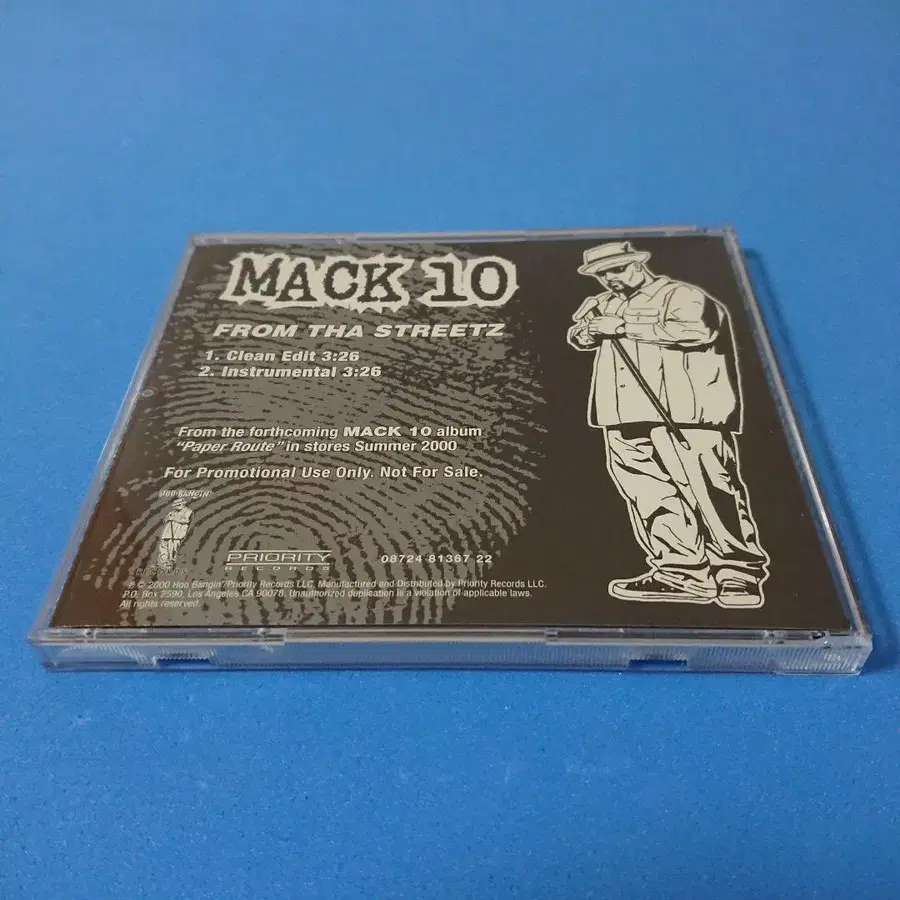 MACK 10
FROM THA STREETZ
1. Clean Edit 3:26
2. Instrumental 3:26
From the forthcoming MACK 10 album
"Paper Route" in stores Summer 2000
For Promotional Use Only. Not For Sale.
HOO-BANGIN'
PRIORITY
RECORDS
08724 81367 22
℗ © 2000 Hoo Bangin'/Priority Records LLC. Manufactured and Distributed by Priority Records LLC.
P.O. Box 2590, Los Angeles CA 90078. Unauthorized duplication is a violation of applicable laws.
All rights reserved.